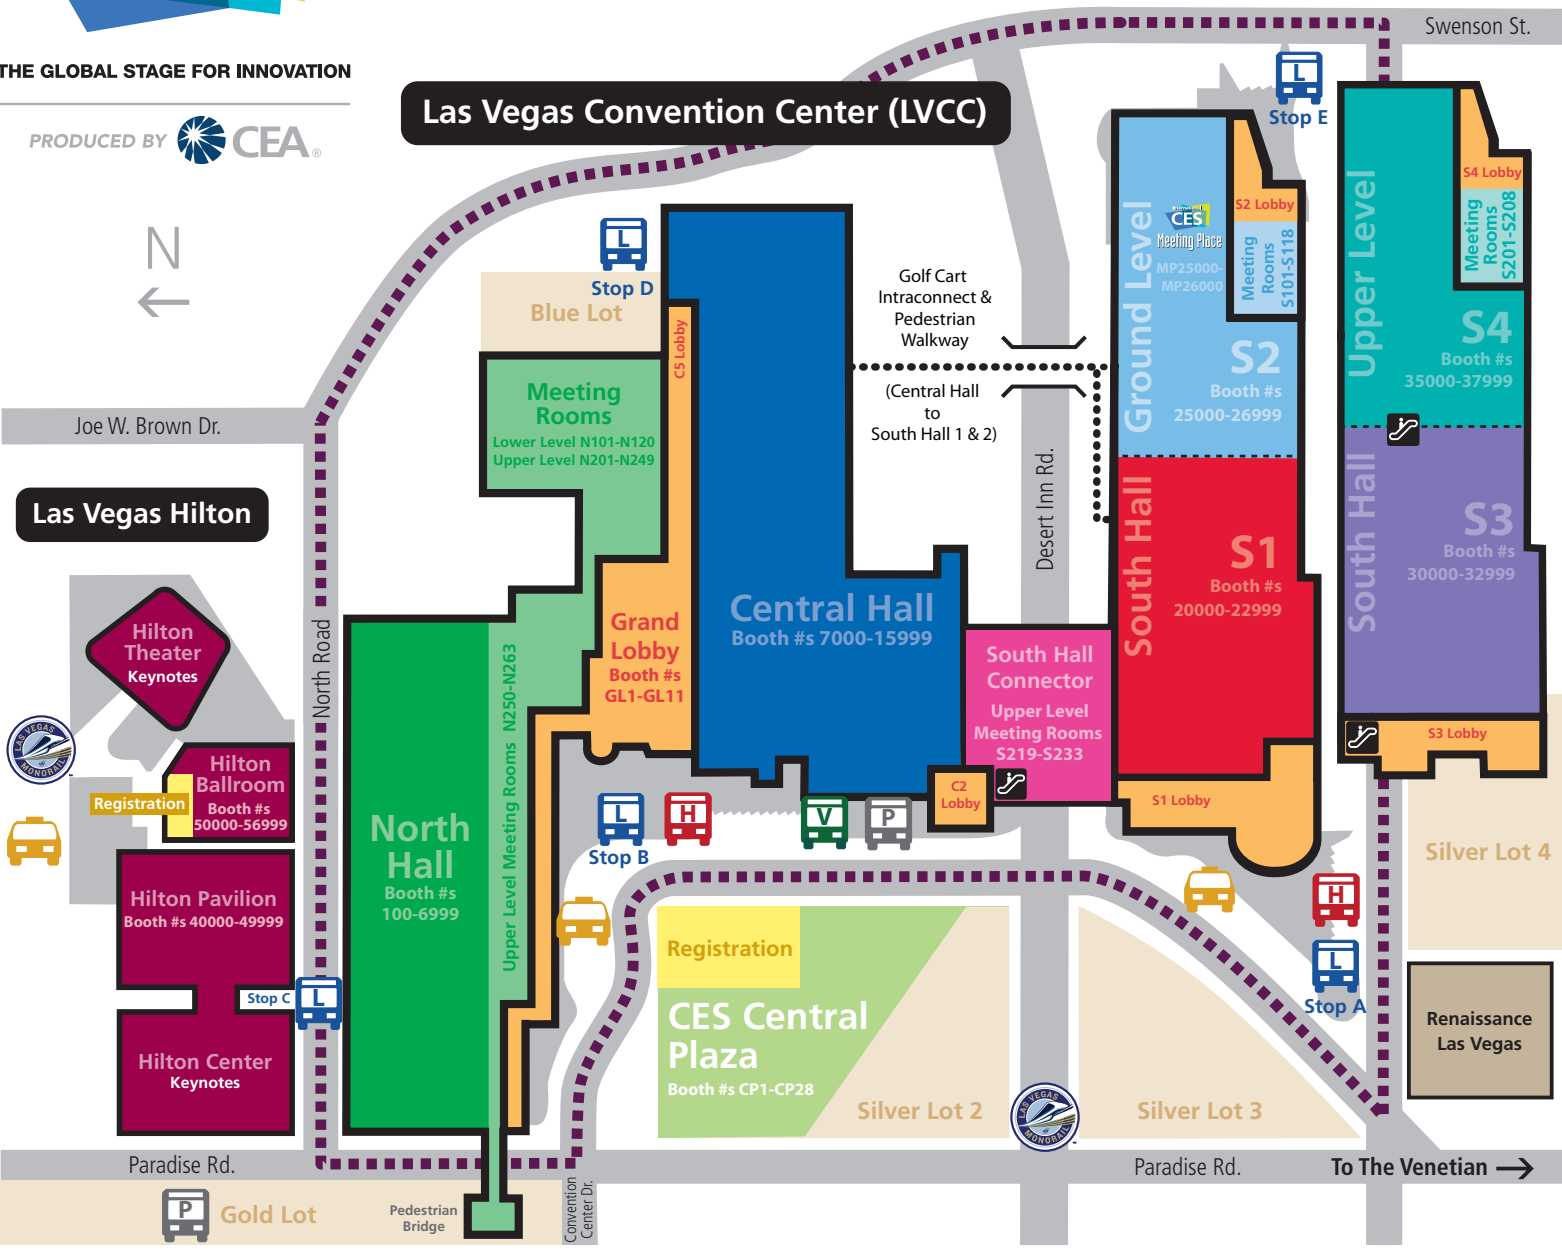 THE GLOBAL STAGE FOR INNOVATION
PRODUCED BY CEA®
N
Las Vegas Convention Center (LVCC)
Swenson St.
L
Stop E
L
Stop D
Blue Lot
Joe W. Brown Dr.
Las Vegas Hilton
Hilton
Theater
Keynotes
LAS VEGAS
MONORAIL
Registration
Hilton
Ballroom
Booth #s
50000-56999
Hilton Pavilion
Booth #s 40000-49999
Stop C
L
Hilton Center
Keynotes
North Road
Meeting
Rooms
Lower Level N101-N120
Upper Level N201-N249
C5 Lobby
Grand
Lobby
Booth #s
GL1-GL11
North
Hall
Booth #s
100-6999
Upper Level Meeting Rooms N250-N263
Central Hall
Booth #s 7000-15999
Golf Cart
Intraconnect &
Pedestrian
Walkway
(Central Hall
to
South Hall 1 & 2)
Desert Inn Rd.
South Hall
Connector
Upper Level
Meeting Rooms
S219-S233
C2
Lobby
L
Stop B
H
V
P
Ground Level
CES
Meeting Place
MP25000-
MP26000
S2 Lobby
Meeting
Rooms
S101-S118
S2
Booth #s
25000-26999
South Hall
S1
Booth #s
20000-22999
S1 Lobby
Upper Level
S4 Lobby
Meeting
Rooms
S201-S208
S4
Booth #s
35000-37999
South Hall
S3
Booth #s
30000-32999
S3 Lobby
Silver Lot 4
H
L
Stop A
Renaissance
Las Vegas
Registration
CES Central
Plaza
Booth #s CP1-CP28
Silver Lot 2
LAS VEGAS
MONORAIL
Silver Lot 3
Paradise Rd.
Paradise Rd.
To The Venetian
P
Gold Lot
Pedestrian
Bridge
Convention
Center Dr.